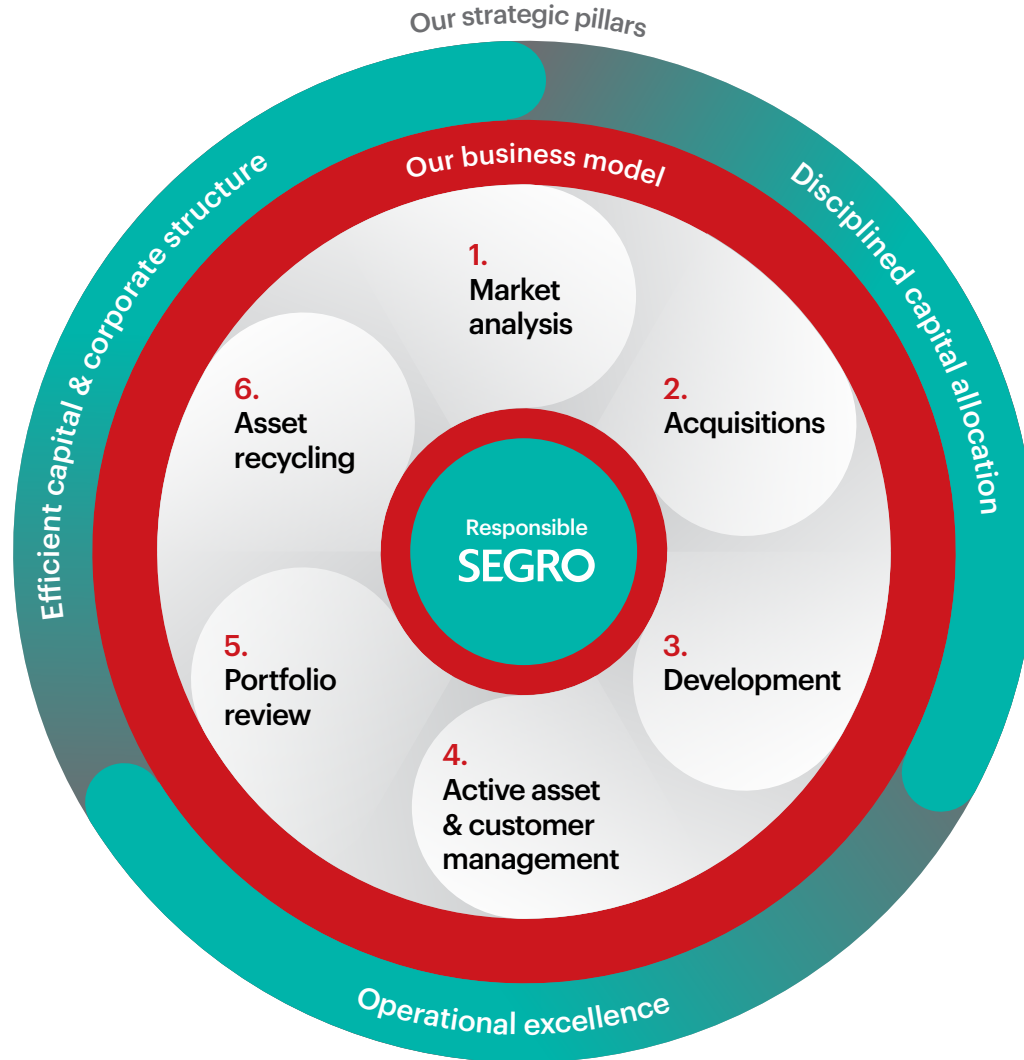 Our strategic pillars
Efficient capital & corporate structure
Disciplined capital allocation
Operational excellence
Our business model
1.
Market
analysis
2.
Acquisitions
3.
Development
4.
Active asset
& customer
management
5.
Portfolio
review
6.
Asset
recycling
Responsible
SEGRO